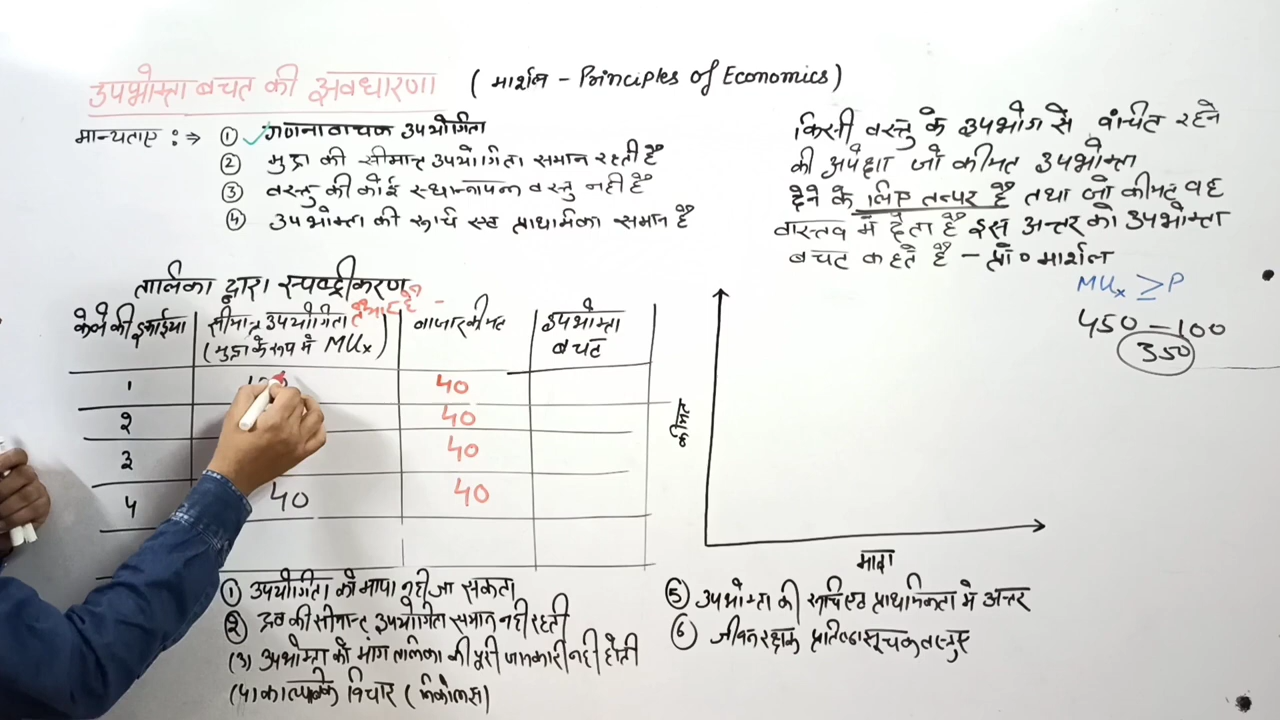 उपभोक्ता बचत की अवधारणा (मार्शल - Principles of Economics)
मान्यताएं :⇒ ① गणनावाचक उपयोगिता
② मुद्रा की सीमान्त उपयोगिता समान रहती है
③ वस्तु की कोई स्थानापन्न वस्तु नही है
④ उपभोक्ता की रूचि एवं प्राथमिकता समान है
किसी वस्तु के उपभोग से वंचित रहने
की अपेक्षा जो कीमत उपभोक्ता
देने के लिए तत्पर है तथा जो कीमत वह
वास्तव में देता है इस अन्तर को उपभोक्ता
बचत कहते है - प्रो० मार्शल
MUx ≥ P
450 - 100
350
तालिका द्वारा स्पष्टीकरण
केले की इकाईया सीमान्त उपयोगिता बाजार कीमत उपभोक्ता
(मुद्रा के रूप में MUx) बचत
1 40
2 40
3 40
4 40 40
कीमत
मात्रा
① उपयोगिता को मापा नही जा सकता
② द्रव्य की सीमान्त उपयोगिता समान नही रहती
(3) उपभोक्ता को मांग तालिका की पूरी जानकारी नही होती
(4) काल्पनिक विचार (निकोलस)
⑤ उपभोक्ता की रूचि एवं प्राथमिकता में अन्तर
⑥ जीवन रक्षक प्रतिष्ठासूचक वस्तुए